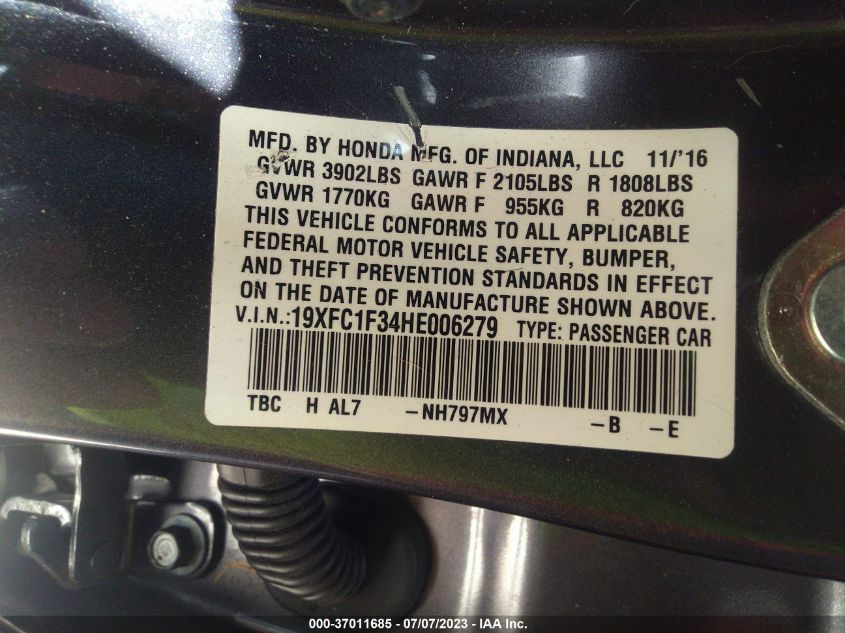 MFD. BY HONDA MFG. OF INDIANA, LLC 11/'16
GVWR 3902LBS GAWR F 2105LBS R 1808LBS
GVWR 1770KG GAWR F 955KG R 820KG
THIS VEHICLE CONFORMS TO ALL APPLICABLE
FEDERAL MOTOR VEHICLE SAFETY, BUMPER,
AND THEFT PREVENTION STANDARDS IN EFFECT
ON THE DATE OF MANUFACTURE SHOWN ABOVE.
V.I.N.:19XFC1F34HE006279 TYPE: PASSENGER CAR
TBC H AL7 -NH797MX -B -E
000-37011685 - 07/07/2023 - IAAI.com